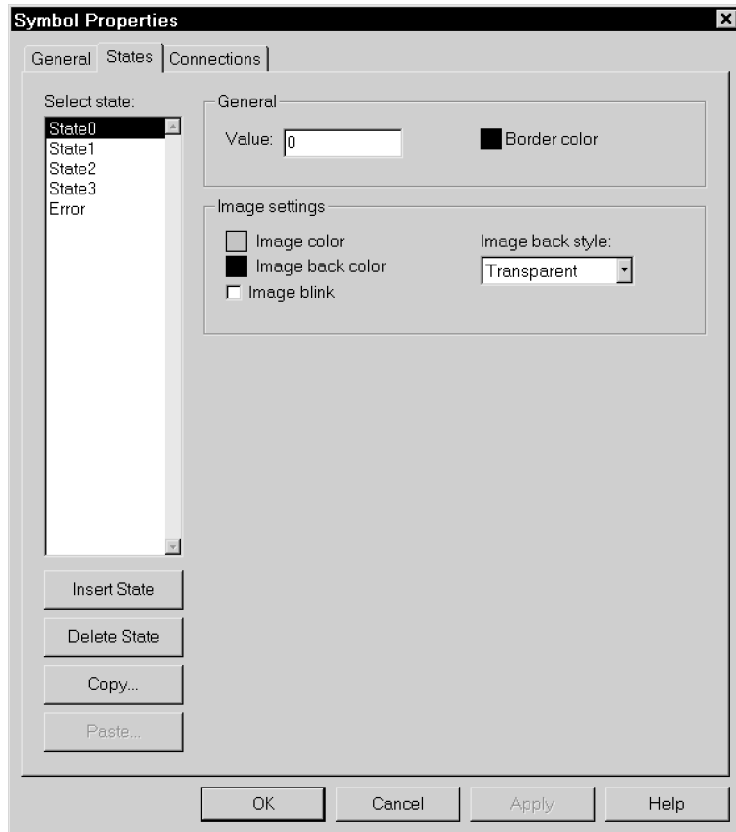 Symbol Properties
General States Connections
Select state:
State0
State1
State2
State3
Error
Insert State
Delete State
Copy...
Paste...
General
Value: 0
Border color
Image settings
Image color
Image back color
Image blink
Image back style:
Transparent
OK Cancel Apply Help